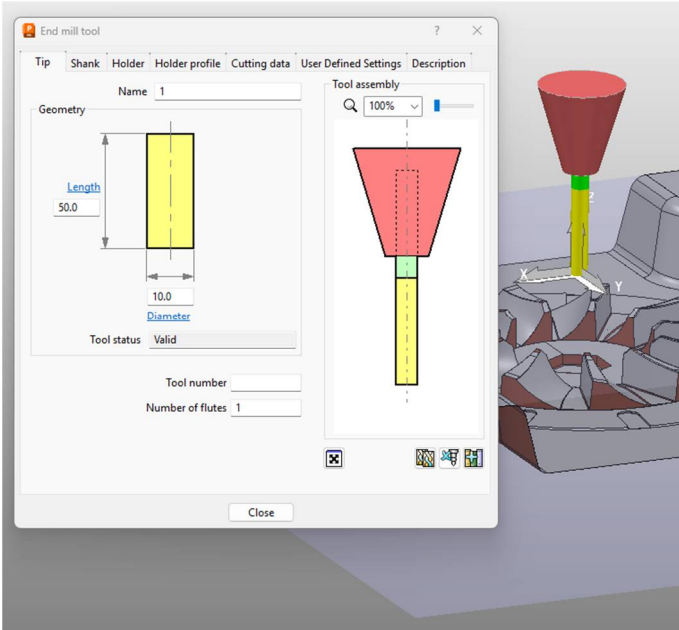 End mill tool
Tip Shank Holder Holder profile Cutting data User Defined Settings Description
Name 1
Geometry
Length
50.0
10.0
Diameter
Tool status Valid
Tool number
Number of flutes 1
Tool assembly
100%
Close
Z
X
Y